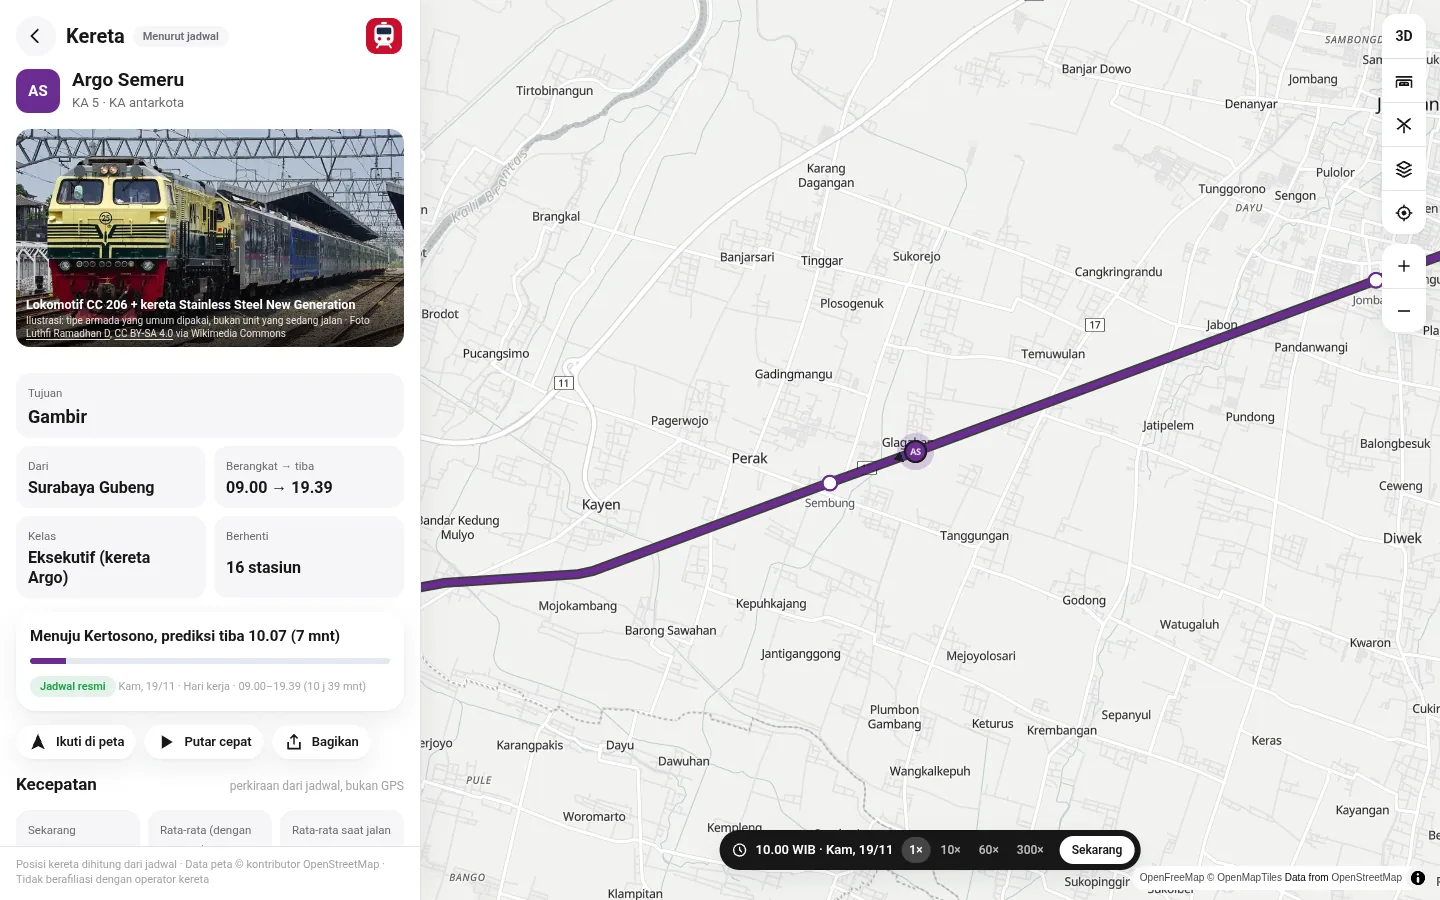 Kereta
Menurut jadwal
AS
Argo Semeru
KA 5 · KA antarkota
Lokomotif CC 206 + kereta Stainless Steel New Generation
Ilustrasi: tipe armada yang umum dipakai, bukan unit yang sedang jalan · Foto
Luthfi Ramadhan D, CC BY-SA 4.0 via Wikimedia Commons
Tujuan
Gambir
Dari
Surabaya Gubeng
Berangkat → tiba
09.00 → 19.39
Kelas
Eksekutif (kereta
Argo)
Berhenti
16 stasiun
Menuju Kertosono, prediksi tiba 10.07 (7 mnt)
Jadwal resmi
Kam, 19/11 · Hari kerja · 09.00–19.39 (10 j 39 mnt)
Ikuti di peta
Putar cepat
Bagikan
Kecepatan
perkiraan dari jadwal, bukan GPS
Sekarang
Rata-rata (dengan
Rata-rata saat jalan
Posisi kereta dihitung dari jadwal · Data peta © kontributor OpenStreetMap ·
Tidak berafiliasi dengan operator kereta
Tirtobinangun
Kali Brantas
Banjar Dowo
Jombang
Denanyar
Karang
Dagangan
Pulolor
Tunggorono
Sengon
DAYU
Brangkal
Banjarsari
Tinggar
Sukorejo
Cangkringrandu
Plosogenuk
Brodot
17
Jabon
Pandanwangi
Pucangsimo
Temuwulan
11
Gadingmangu
Pagerwojo
Pundong
Jatipelem
AS
Balongbesuk
Perak
Sembung
Ceweng
Kayen
Bandar Kedung
Mulyo
Tanggungan
Diwek
Mojokambang
Kepuhkajang
Godong
Barong Sawahan
Watugaluh
Kwaron
Jantiganggong
Mejoyolosari
Plumbon
Gambang
Keturus
Krembangan
Sepanyul
Karangpakis
Dayu
Keras
Dawuhan
PULE
Wangkalkepuh
Woromarto
Kempleng
Kayangan
BANGO
Klampitan
Sukopinggir
3D
+
−
10.00 WIB · Kam, 19/11
1×
10×
60×
300×
Sekarang
OpenFreeMap © OpenMapTiles Data from OpenStreetMap